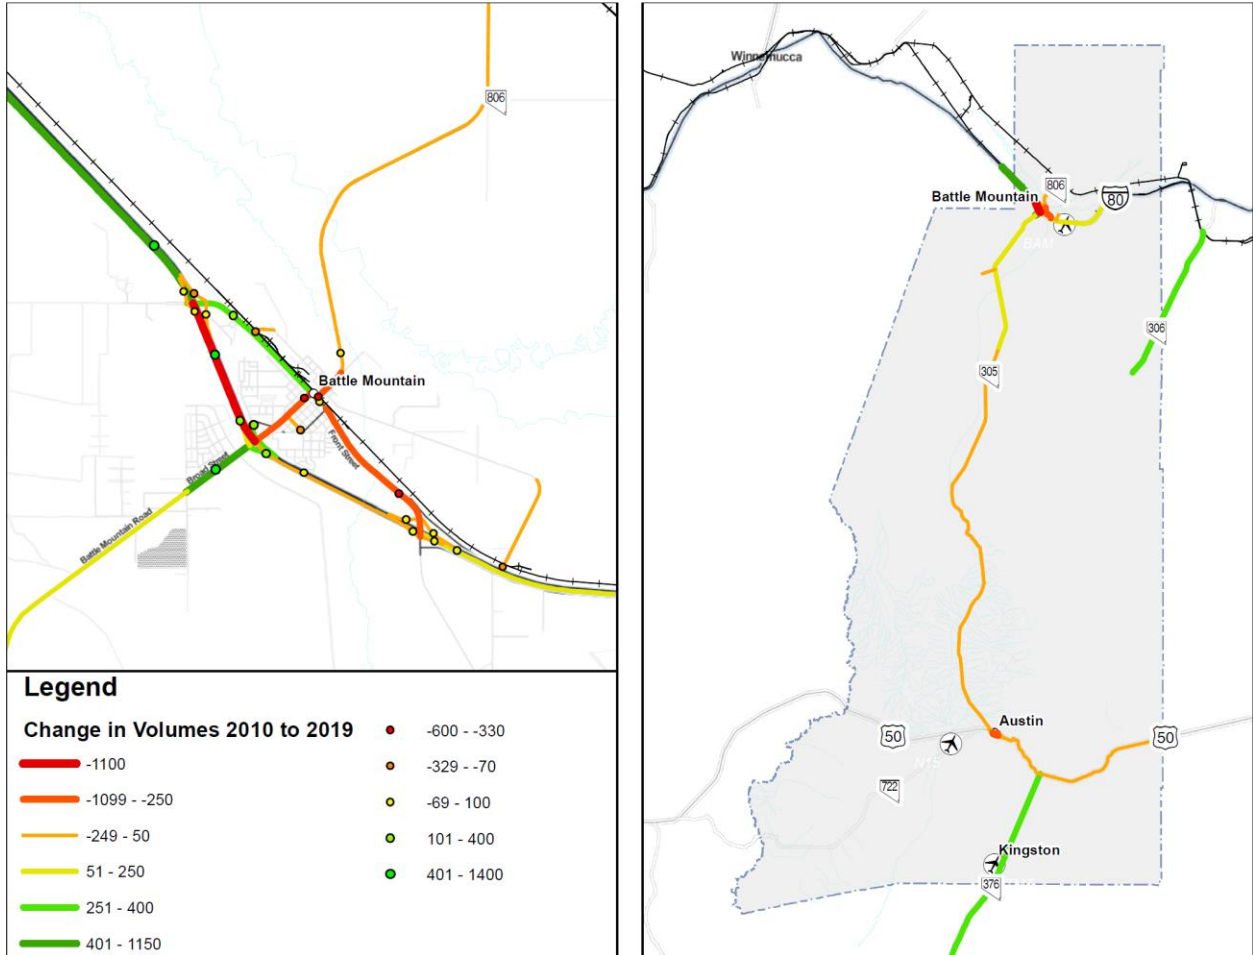 806
Battle Mountain
Front Street
Broad Street
Battle Mountain Road
Legend
Change in Volumes 2010 to 2019
-1100
-1099 - -250
-249 - 50
51 - 250
251 - 400
401 - 1150
-600 - -330
-329 - -70
-69 - 100
101 - 400
401 - 1400
Winnemucca
806
Battle Mountain
80
BAM
306
305
Austin
50
50
N15
722
Kingston
376